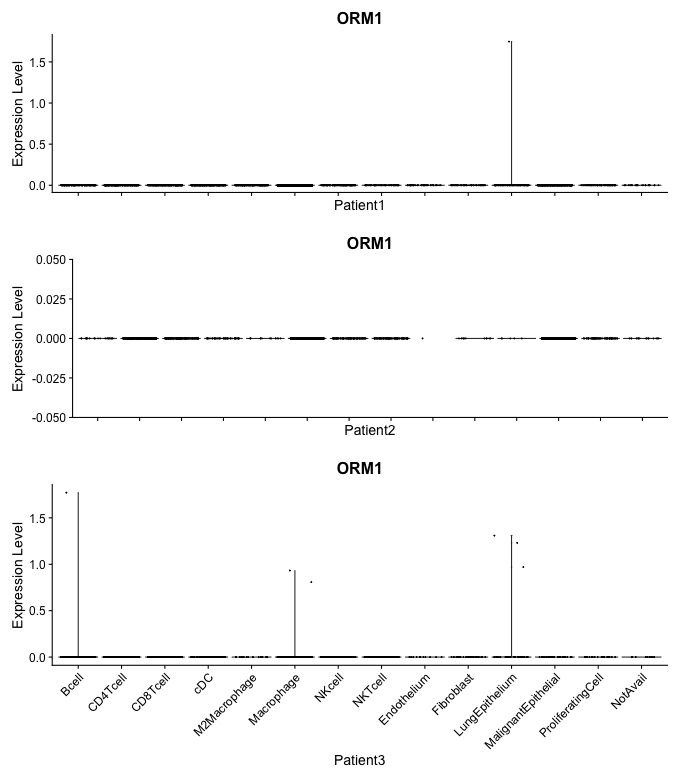 ORM1
Expression Level
1.5
1.0
0.5
0.0
Patient1
ORM1
Expression Level
0.050
0.025
0.000
-0.025
-0.050
Patient2
ORM1
Expression Level
1.5
1.0
0.5
0.0
Bcell
CD4Tcell
CD8Tcell
cDC
M2Macrophage
Macrophage
NKcell
NKTcell
Endothelium
Fibroblast
LungEpithelium
MalignantEpithelial
ProliferatingCell
NotAvail
Patient3